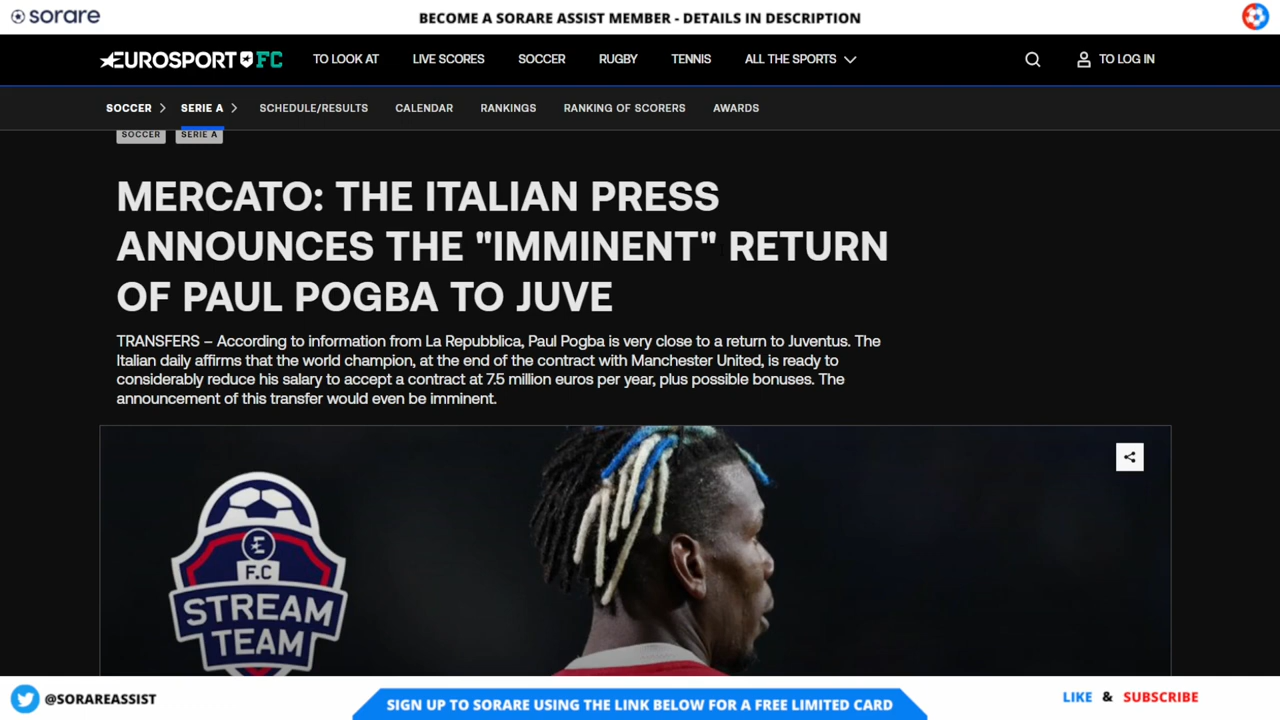 sorare
BECOME A SORARE ASSIST MEMBER - DETAILS IN DESCRIPTION
EUROSPORT FC
TO LOOK AT
LIVE SCORES
SOCCER
RUGBY
TENNIS
ALL THE SPORTS
TO LOG IN
SOCCER
SERIE A
SCHEDULE/RESULTS
CALENDAR
RANKINGS
RANKING OF SCORERS
AWARDS
SOCCER
SERIE A
MERCATO: THE ITALIAN PRESS
ANNOUNCES THE "IMMINENT" RETURN
OF PAUL POGBA TO JUVE
TRANSFERS – According to information from La Repubblica, Paul Pogba is very close to a return to Juventus. The
Italian daily affirms that the world champion, at the end of the contract with Manchester United, is ready to
considerably reduce his salary to accept a contract at 7.5 million euros per year, plus possible bonuses. The
announcement of this transfer would even be imminent.
E
F.C
STREAM
TEAM
@SORAREASSIST
SIGN UP TO SORARE USING THE LINK BELOW FOR A FREE LIMITED CARD
LIKE & SUBSCRIBE